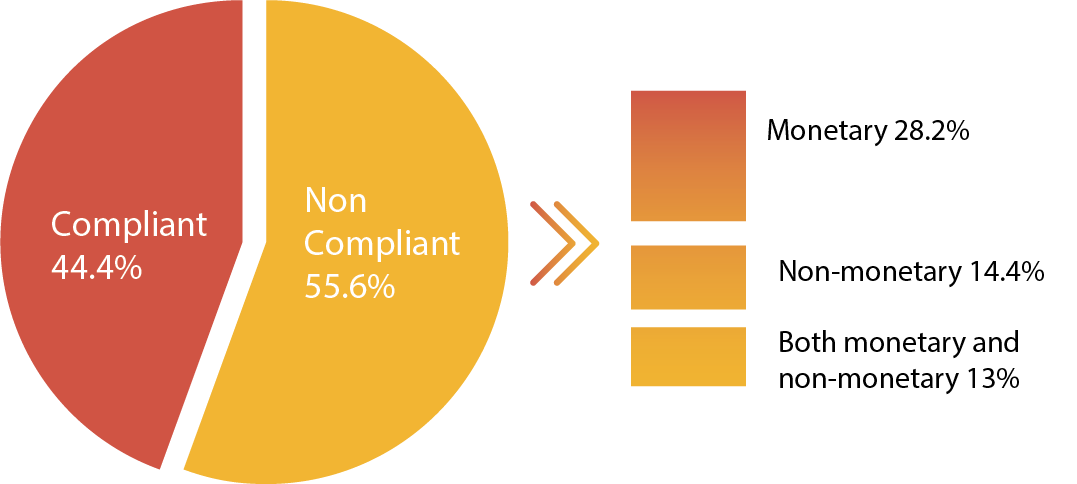 Compliant
44.4%
Non
Compliant
55.6%
Monetary 28.2%
Non-monetary 14.4%
Both monetary and
non-monetary 13%